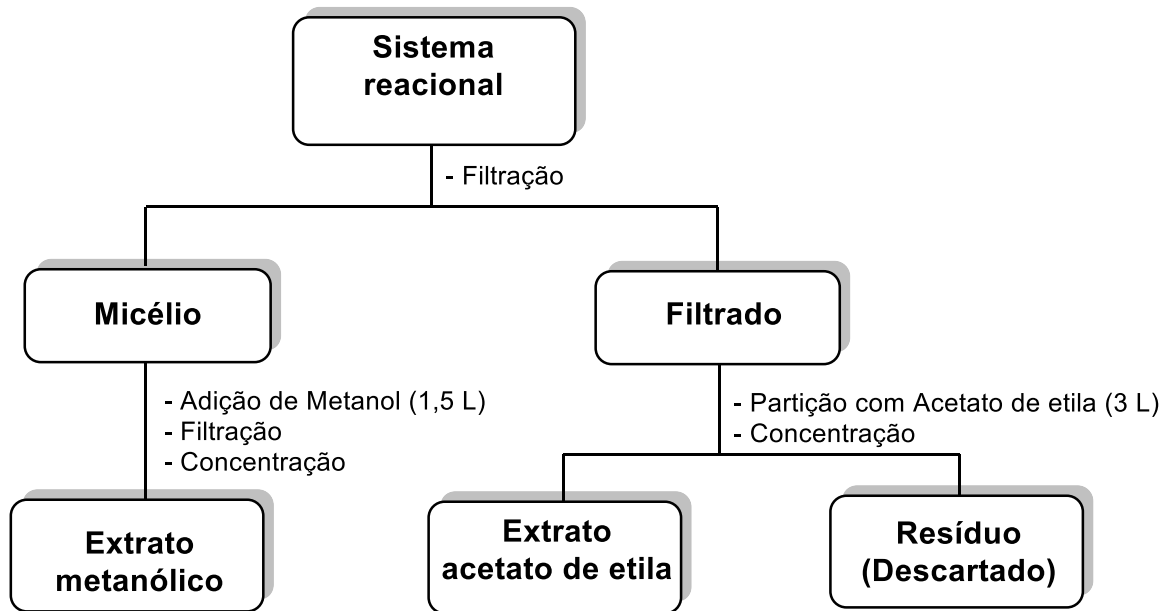 Sistema
reacional
- Filtração
Micélio
Filtrado
- Adição de Metanol (1,5 L)
- Filtração
- Concentração
- Partição com Acetato de etila (3 L)
- Concentração
Extrato
metanólico
Extrato
acetato de etila
Resíduo
(Descartado)